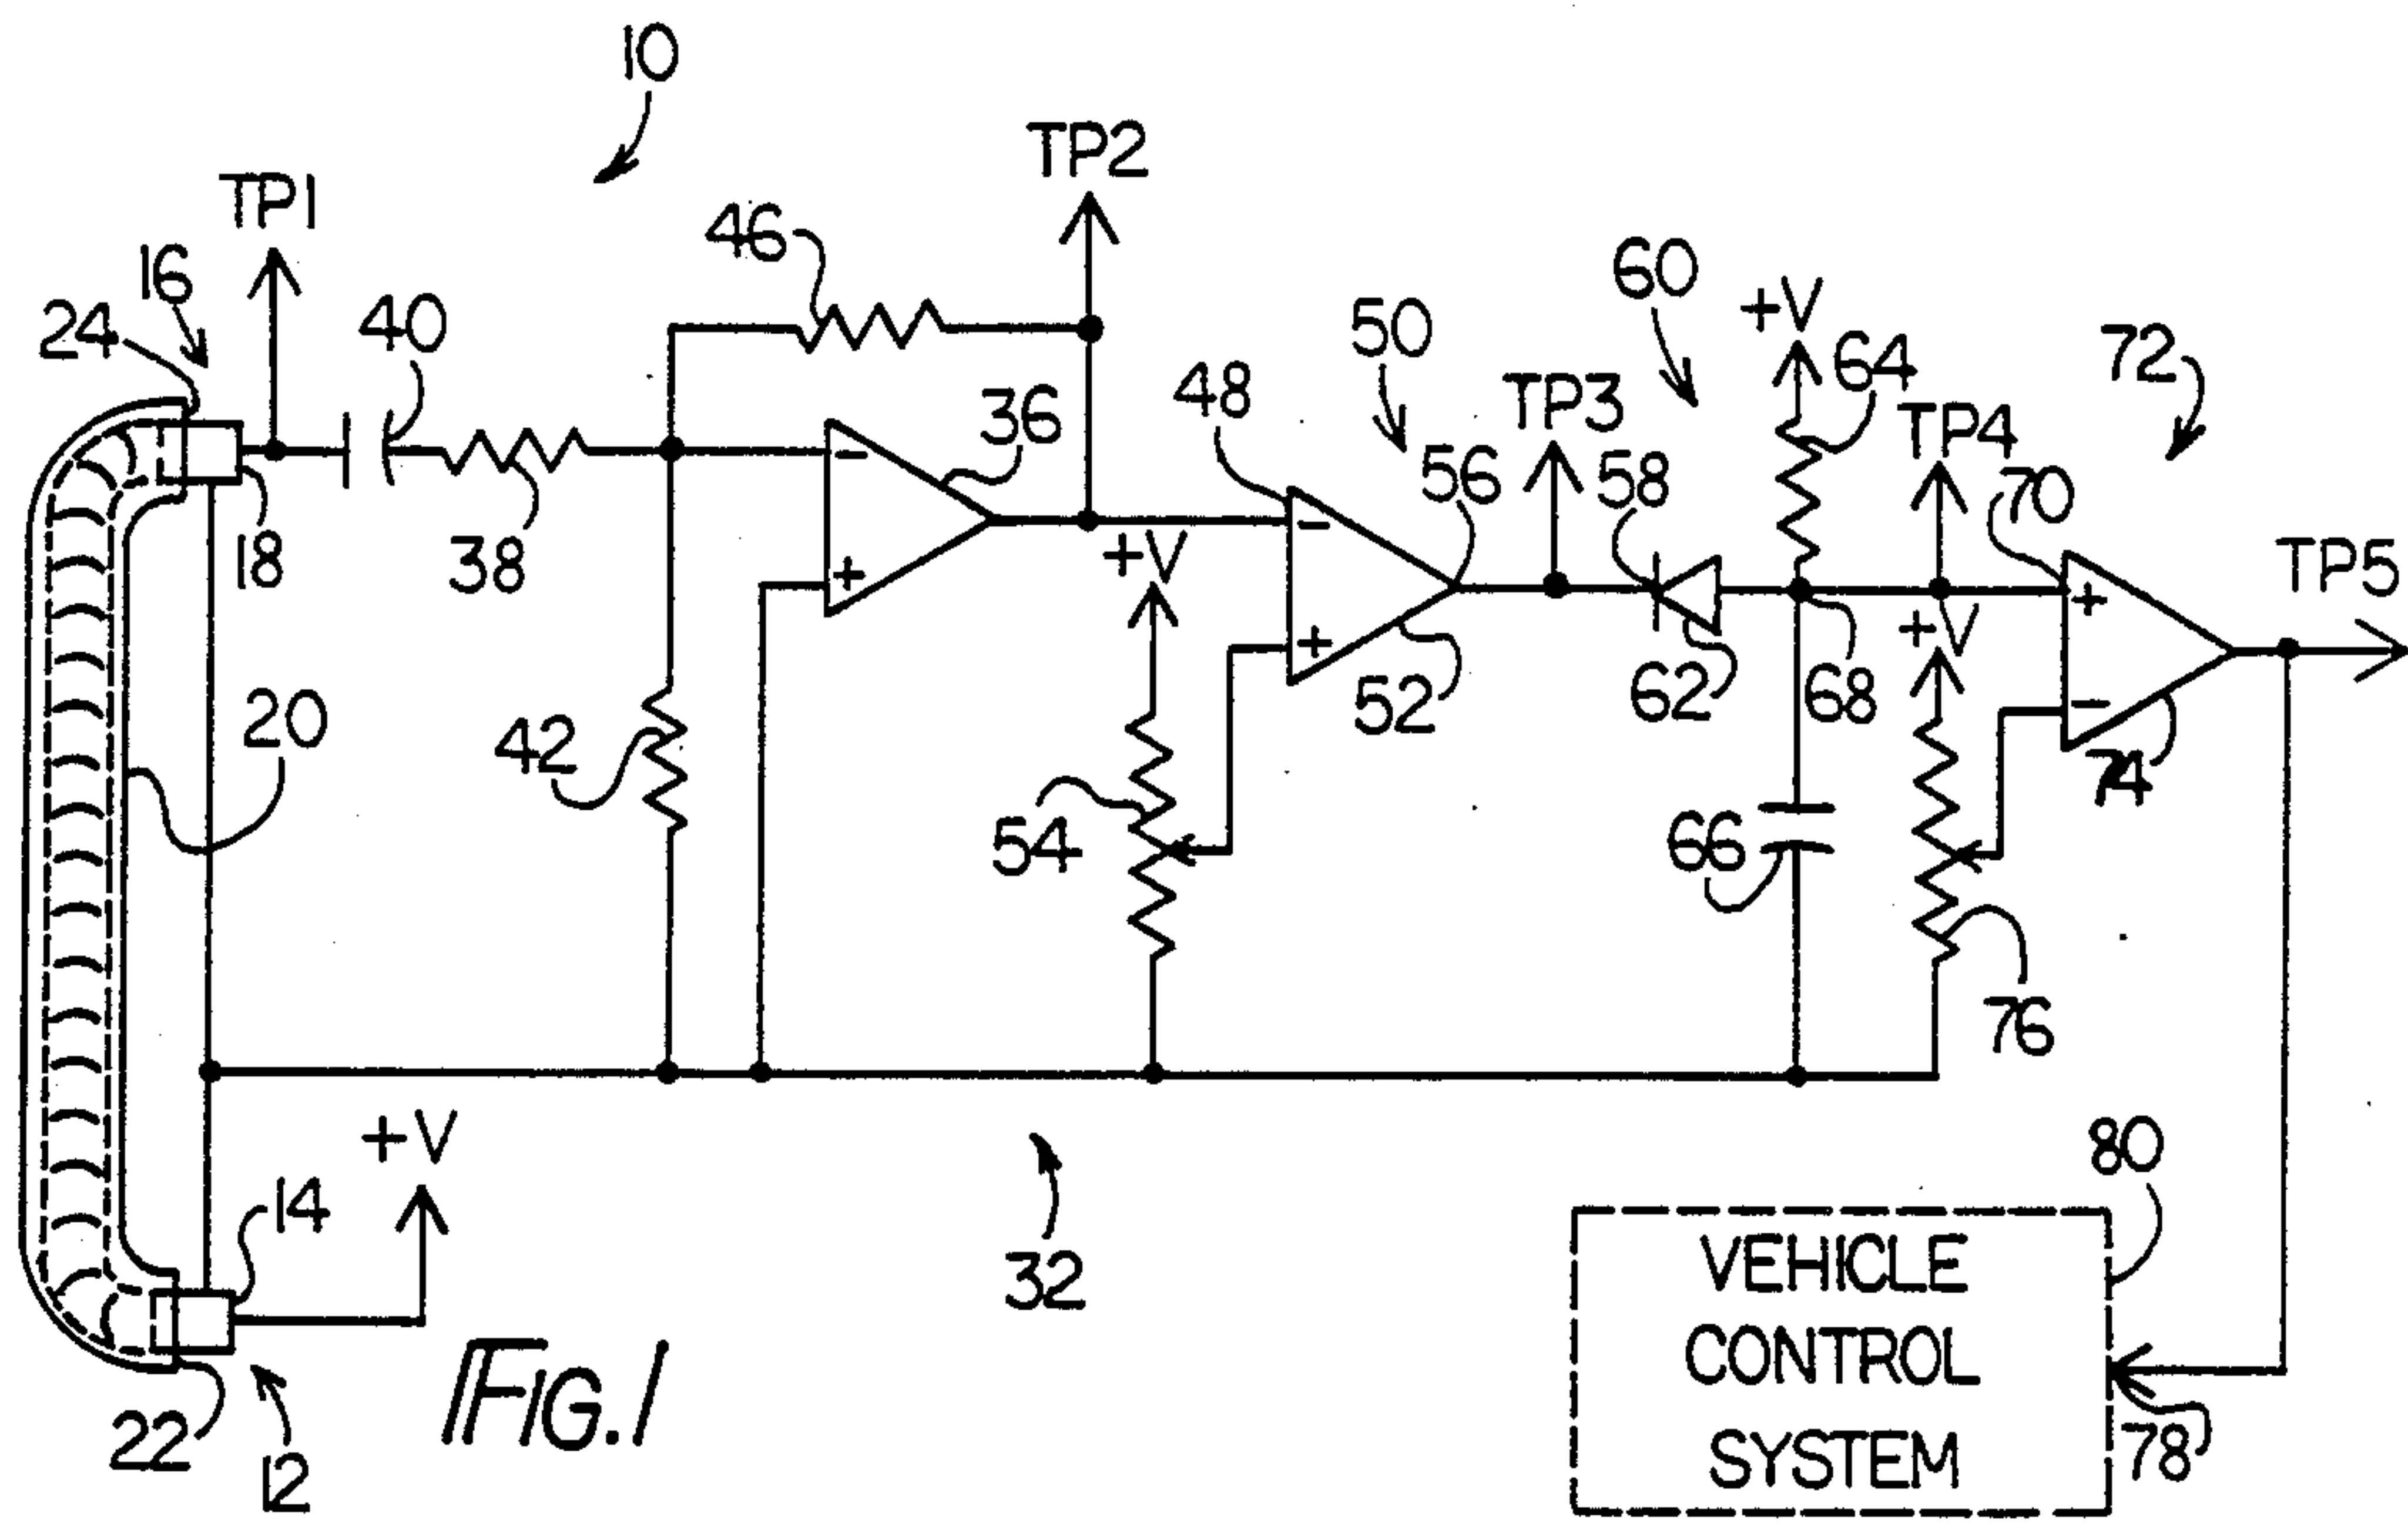 10
TP1
TP2
16
24
40
46
36
48
50
60
+V
64
72
TP3
TP4
56
58
70
18
38
+V
+
-
-
-
+
+
-
+V
TP5
20
42
52
62
68
74
54
66
76
+V
14
32
80
VEHICLE
CONTROL
SYSTEM
78
FIG. 1
22
12